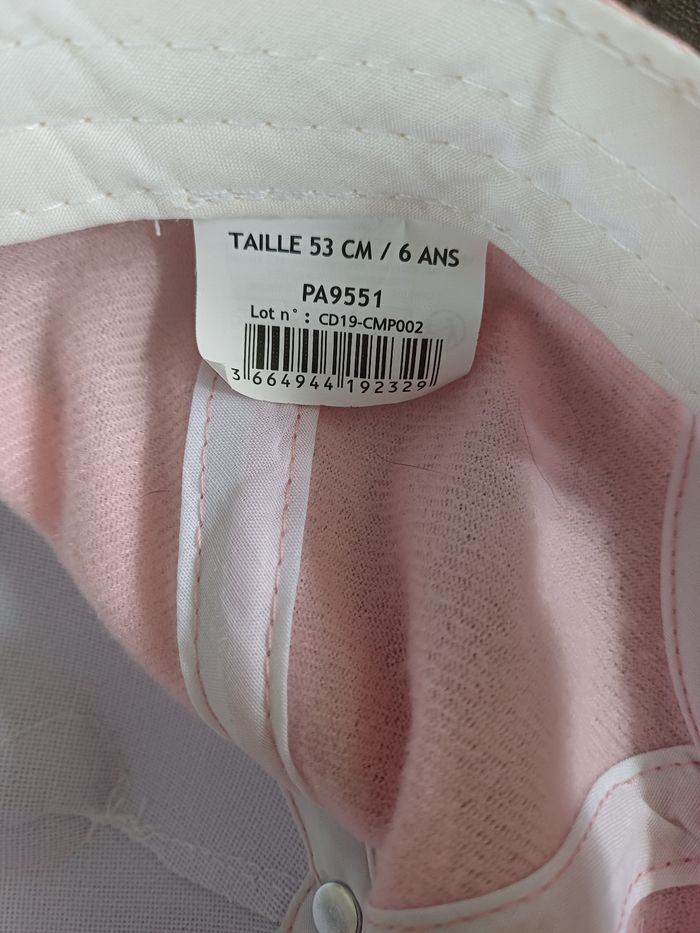 TAILLE 53 CM / 6 ANS
PA9551
Lot n° : CD19-CMP002
3 664944 192329